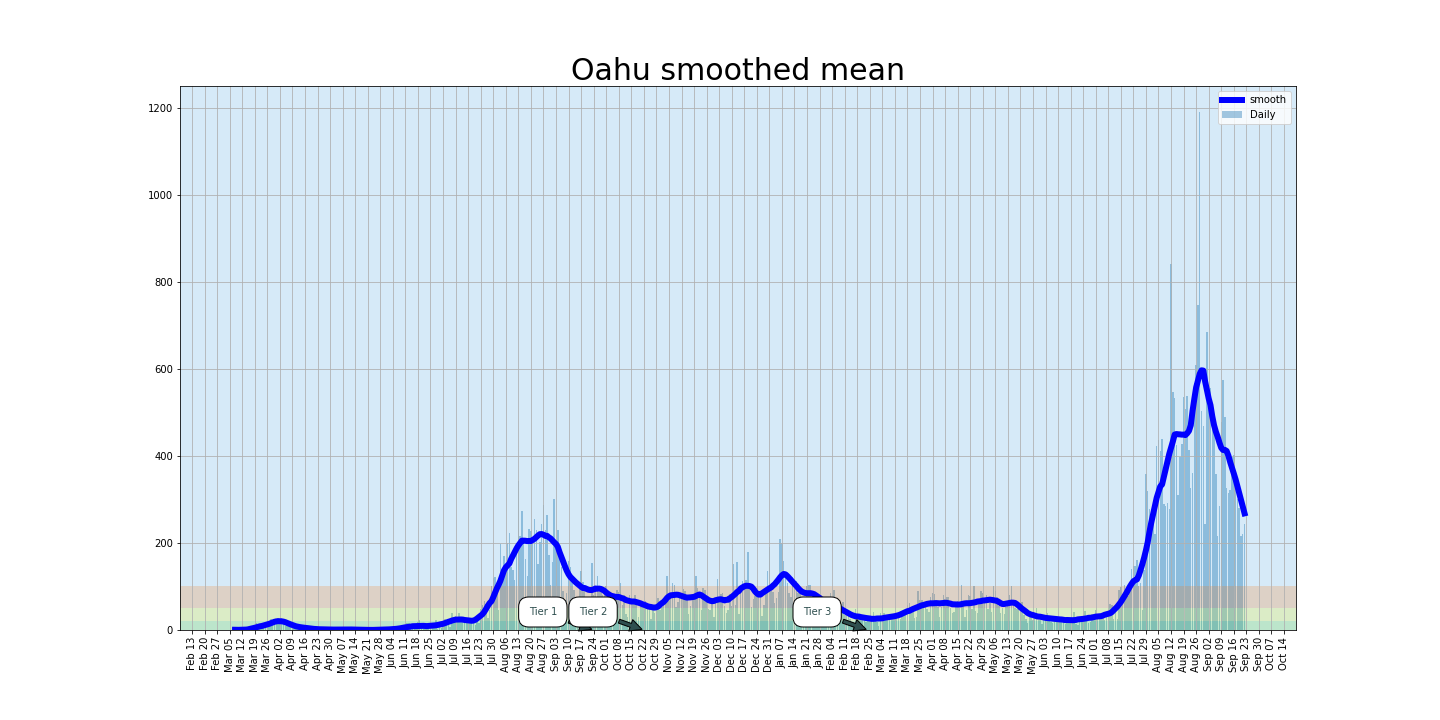 Oahu smoothed mean
smooth
Daily
1200
1000
800
600
400
200
0
Tier 1
Tier 2
Tier 3
Feb 13
Feb 20
Feb 27
Mar 05
Mar 12
Mar 19
Mar 26
Apr 02
Apr 09
Apr 16
Apr 23
Apr 30
May 07
May 14
May 21
May 28
Jun 04
Jun 11
Jun 18
Jun 25
Jul 02
Jul 09
Jul 16
Jul 23
Jul 30
Aug 06
Aug 13
Aug 20
Aug 27
Sep 03
Sep 10
Sep 17
Sep 24
Oct 01
Oct 08
Oct 15
Oct 22
Oct 29
Nov 05
Nov 12
Nov 19
Nov 26
Dec 03
Dec 10
Dec 17
Dec 24
Dec 31
Jan 07
Jan 14
Jan 21
Jan 28
Feb 04
Feb 11
Feb 18
Feb 25
Mar 04
Mar 11
Mar 18
Mar 25
Apr 01
Apr 08
Apr 15
Apr 22
Apr 29
May 06
May 13
May 20
May 27
Jun 03
Jun 10
Jun 17
Jun 24
Jul 01
Jul 08
Jul 15
Jul 22
Jul 29
Aug 05
Aug 12
Aug 19
Aug 26
Sep 02
Sep 09
Sep 16
Sep 23
Sep 30
Oct 07
Oct 14